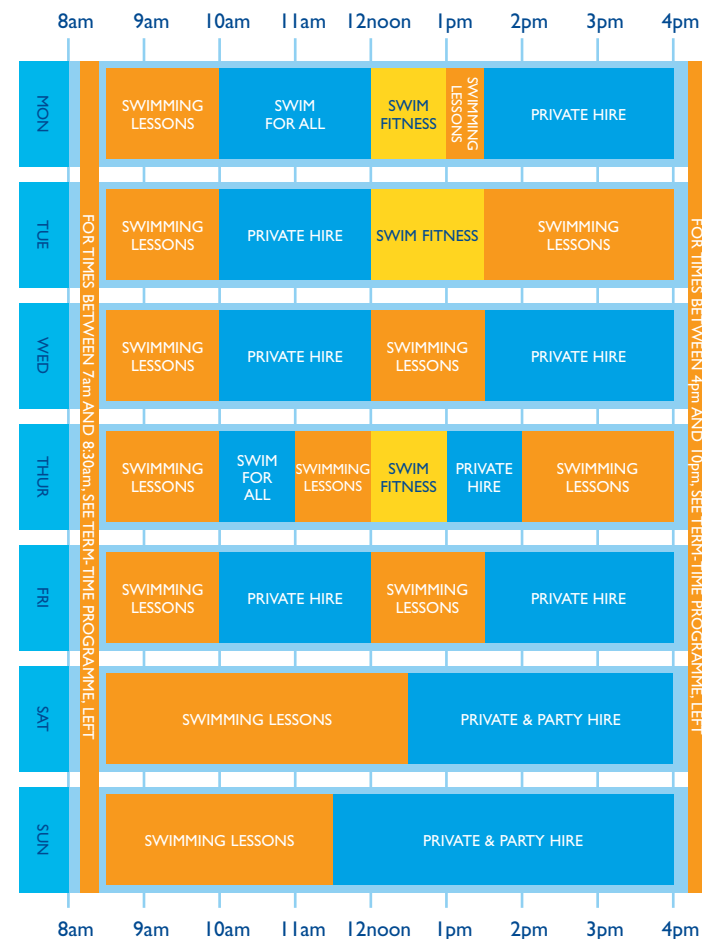 8am 9am 10am 11am 12noon 1pm 2pm 3pm 4pm
FOR TIMES BETWEEN 7am AND 8:30am, SEE TERM-TIME PROGRAMME, LEFT
MON
SWIMMING
LESSONS
SWIM
FOR ALL
SWIM
FITNESS
SWIMMING
LESSONS
PRIVATE HIRE
TUE
SWIMMING
LESSONS
PRIVATE HIRE
SWIM FITNESS
SWIMMING
LESSONS
WED
SWIMMING
LESSONS
PRIVATE HIRE
SWIMMING
LESSONS
PRIVATE HIRE
THUR
SWIMMING
LESSONS
SWIM
FOR
ALL
SWIMMING
LESSONS
SWIM
FITNESS
PRIVATE
HIRE
SWIMMING
LESSONS
FRI
SWIMMING
LESSONS
PRIVATE HIRE
SWIMMING
LESSONS
PRIVATE HIRE
SAT
SWIMMING LESSONS
PRIVATE & PARTY HIRE
SUN
SWIMMING LESSONS
PRIVATE & PARTY HIRE
FOR TIMES BETWEEN 4pm AND 10pm, SEE TERM-TIME PROGRAMME, LEFT
8am 9am 10am 11am 12noon 1pm 2pm 3pm 4pm